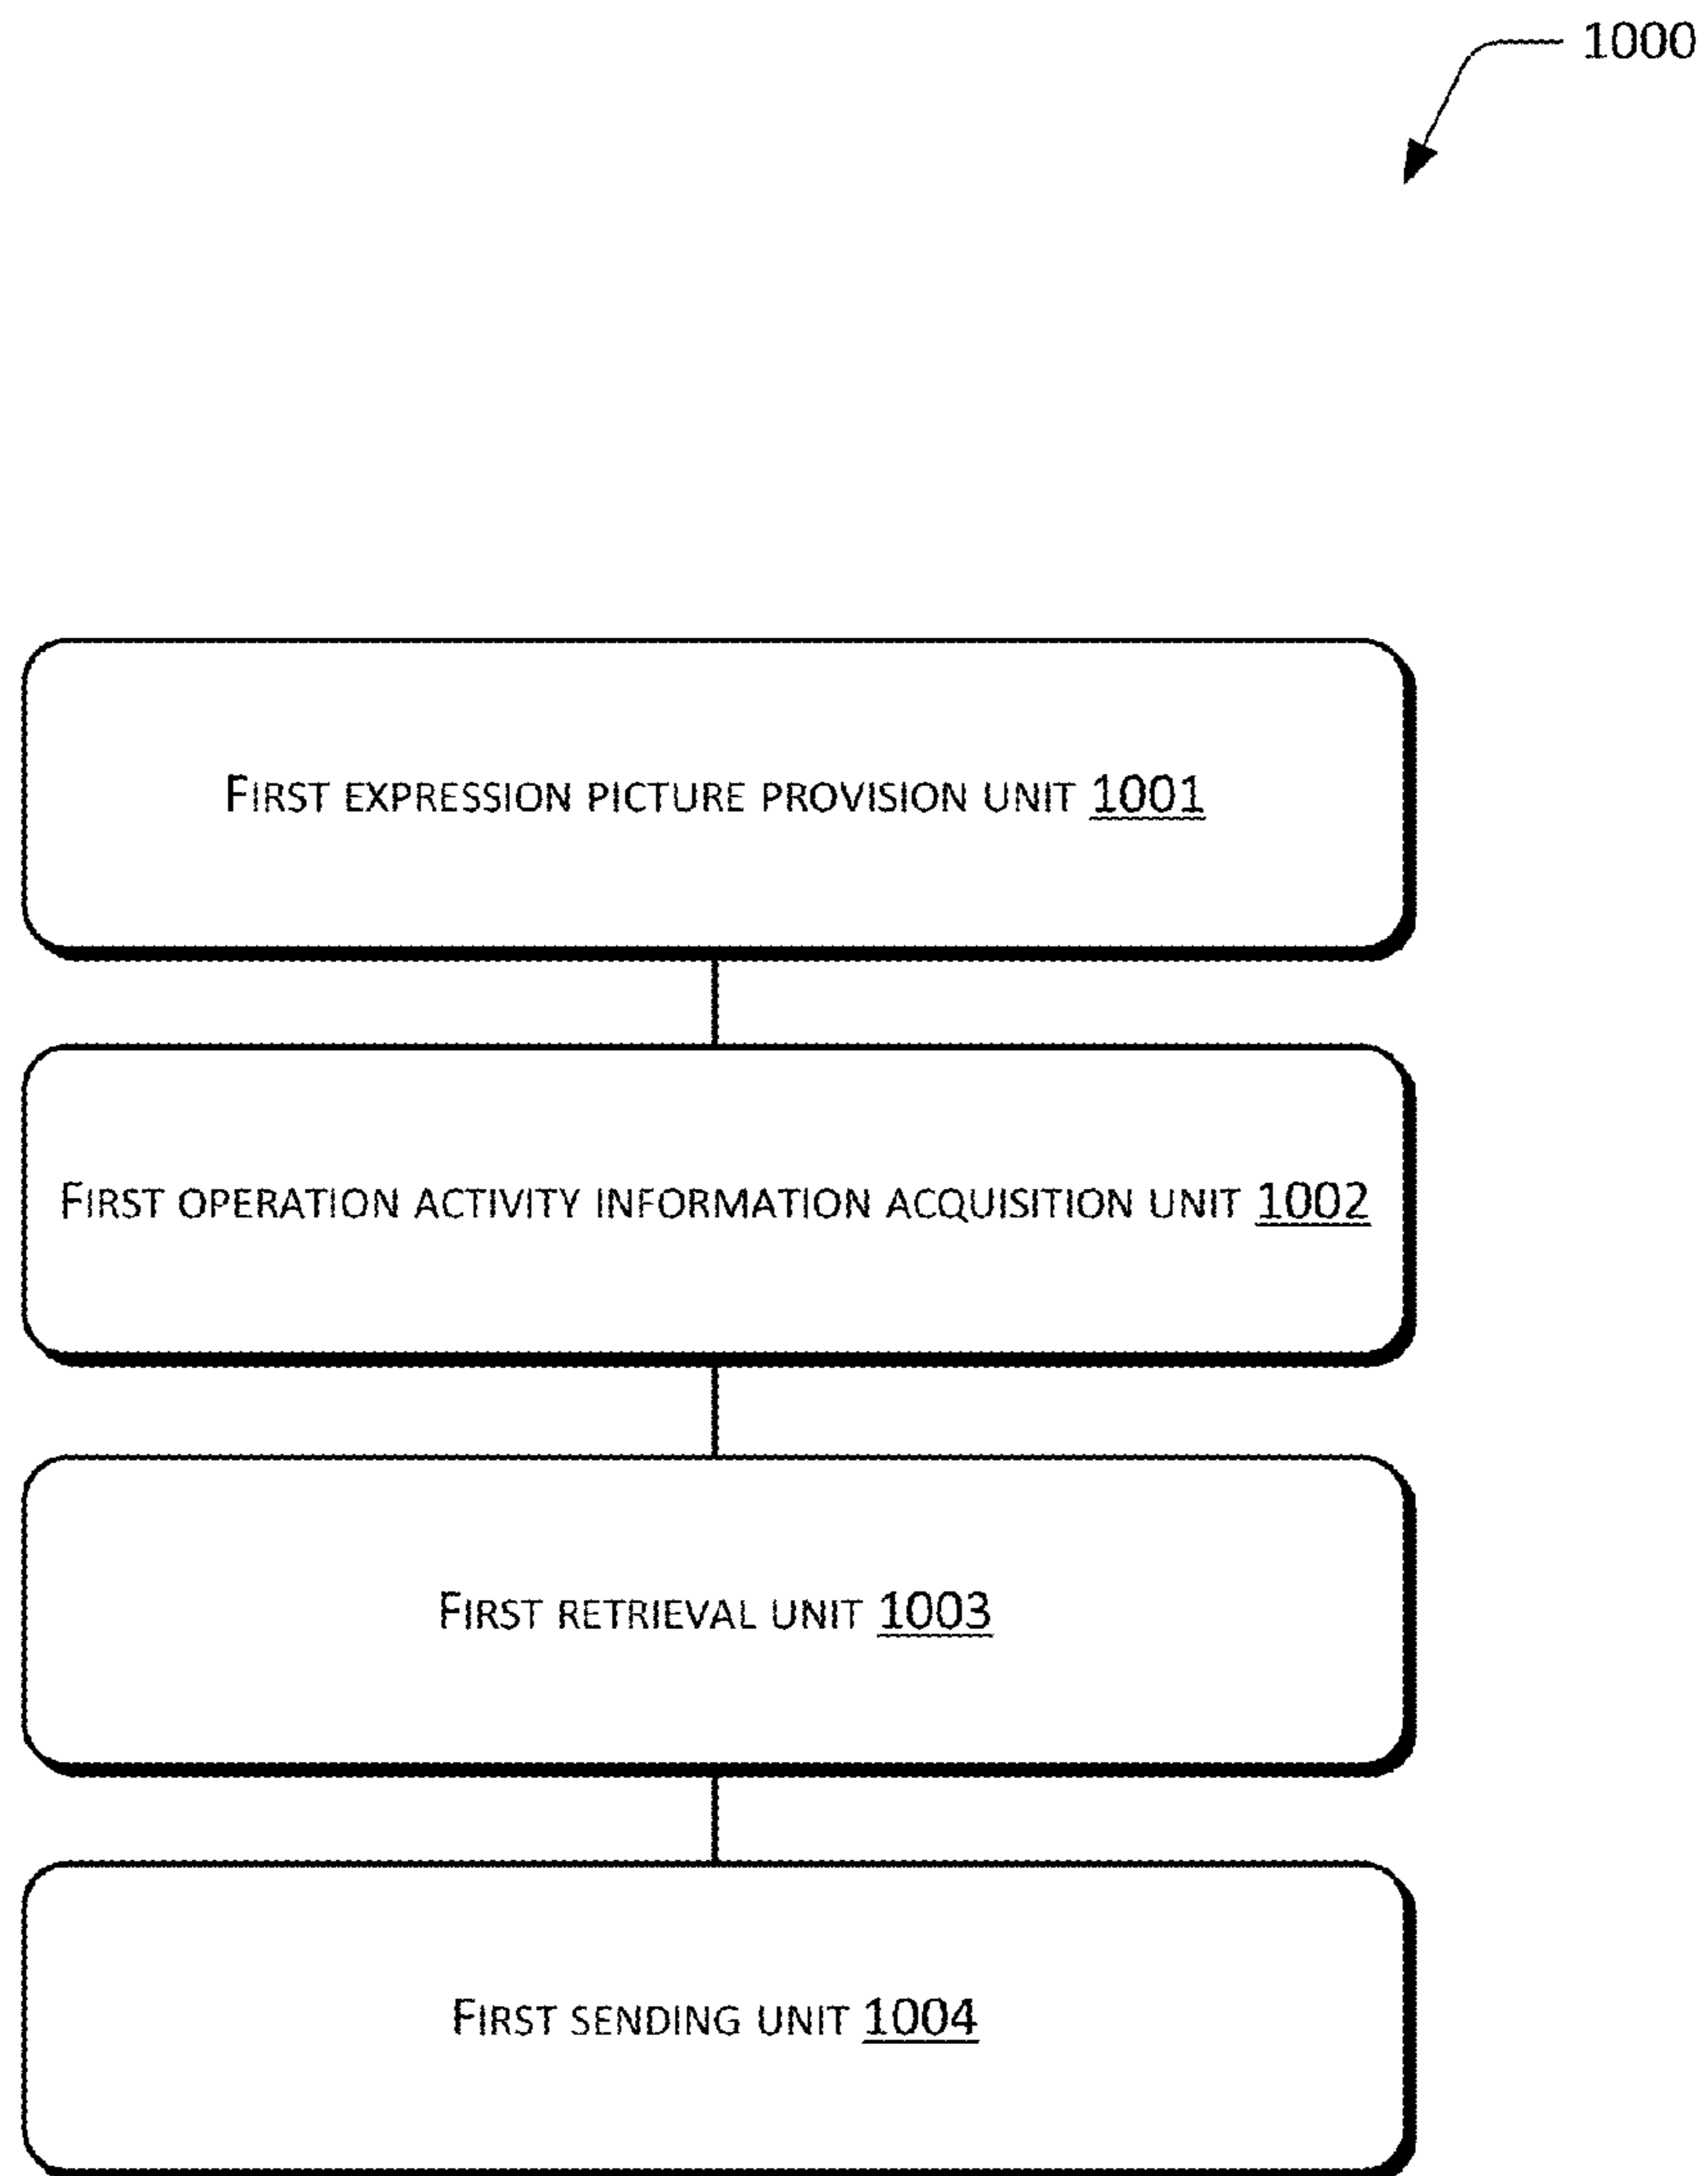 1000
First expression picture provision unit 1001
First operation activity information acquisition unit 1002
First retrieval unit 1003
First sending unit 1004